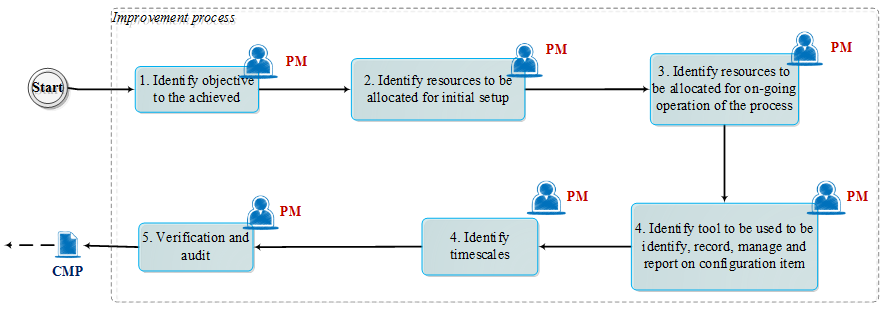 Improvement process
PM
PM
PM
Start
1. Identify objective
to the achieved
2. Identify resources to be
allocated for initial setup
3. Identify resources to
be allocated for on-going
operation of the process
PM
PM
PM
5. Verification and
audit
4. Identify
timescales
4. Identify tool to be used to be
identify, record, manage and
report on configuration item
CMP